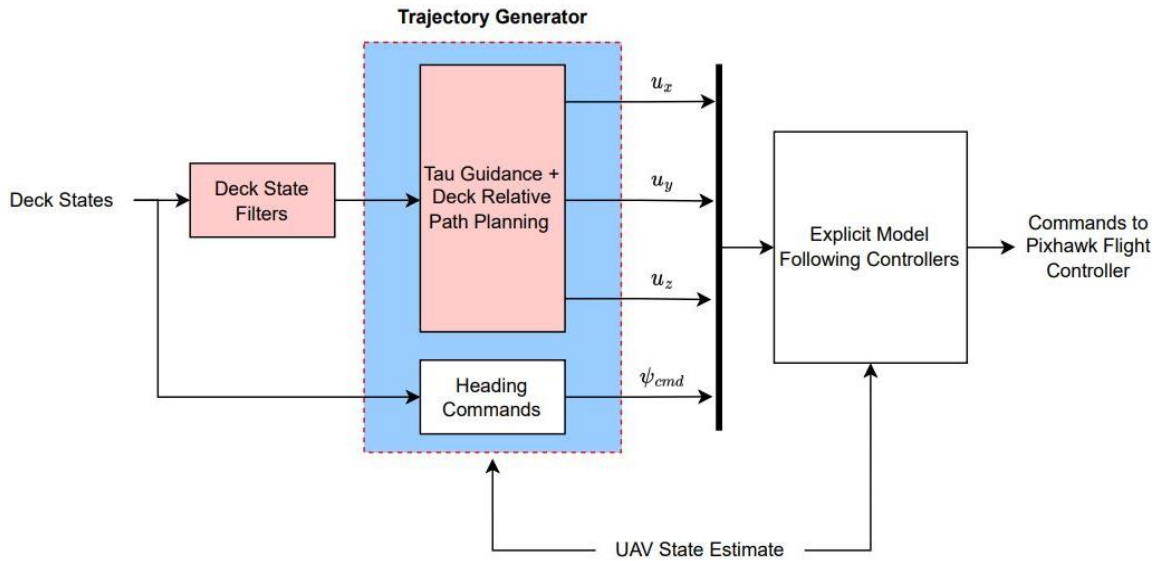 Trajectory Generator
Deck States
Deck State
Filters
Tau Guidance +
Deck Relative
Path Planning
u_x
u_y
u_z
Heading
Commands
ψ_cmd
Explicit Model
Following Controllers
Commands to
Pixhawk Flight
Controller
UAV State Estimate